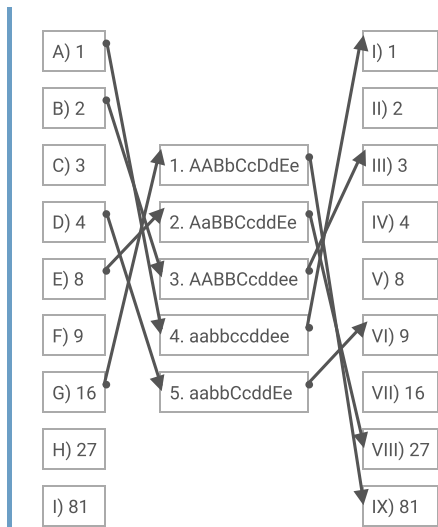 A) 1
B) 2
C) 3
D) 4
E) 8
F) 9
G) 16
H) 27
I) 81
1. AABbCcDdEe
2. AaBBCcddEe
3. AABBCcddee
4. aabbccddee
5. aabbCcddEe
I) 1
II) 2
III) 3
IV) 4
V) 8
VI) 9
VII) 16
VIII) 27
IX) 81